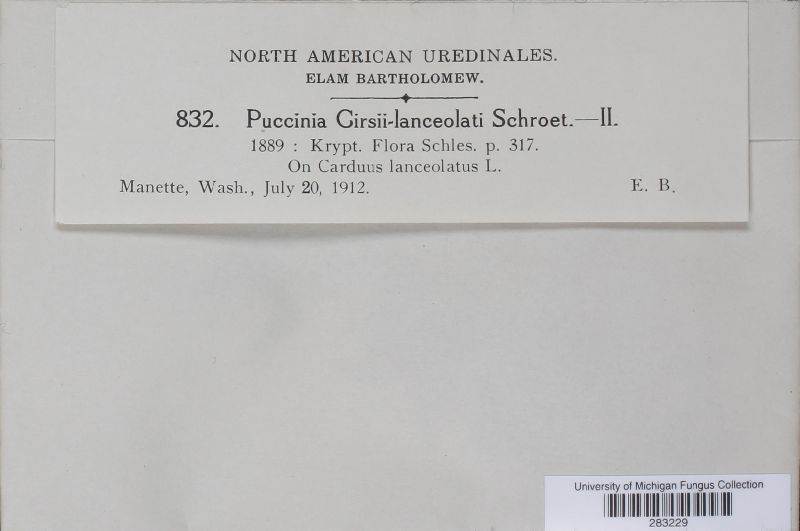 NORTH AMERICAN UREDINALES.
ELAM BARTHOLOMEW.
832. Puccinia Cirsii-lanceolati Schroet.—II.
1889 : Krypt. Flora Schles. p. 317.
On Carduus lanceolatus L.
Manette, Wash., July 20, 1912. E. B.
University of Michigan Fungus Collection
283229